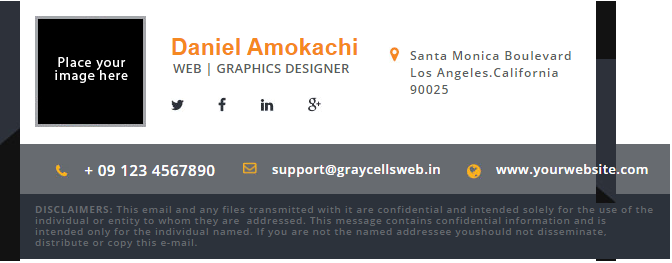 Place your
image here
Daniel Amokachi
WEB | GRAPHICS DESIGNER
Santa Monica Boulevard
Los Angeles.California
90025
+ 09 123 4567890
support@graycellsweb.in
www.yourwebsite.com
DISCLAIMERS: This email and any files transmitted with it are confidential and intended solely for the use of the
individual or entity to whom they are addressed. This message contains confidential information and is
intended only for the individual named. If you are not the named addressee youshould not disseminate,
distribute or copy this e-mail.